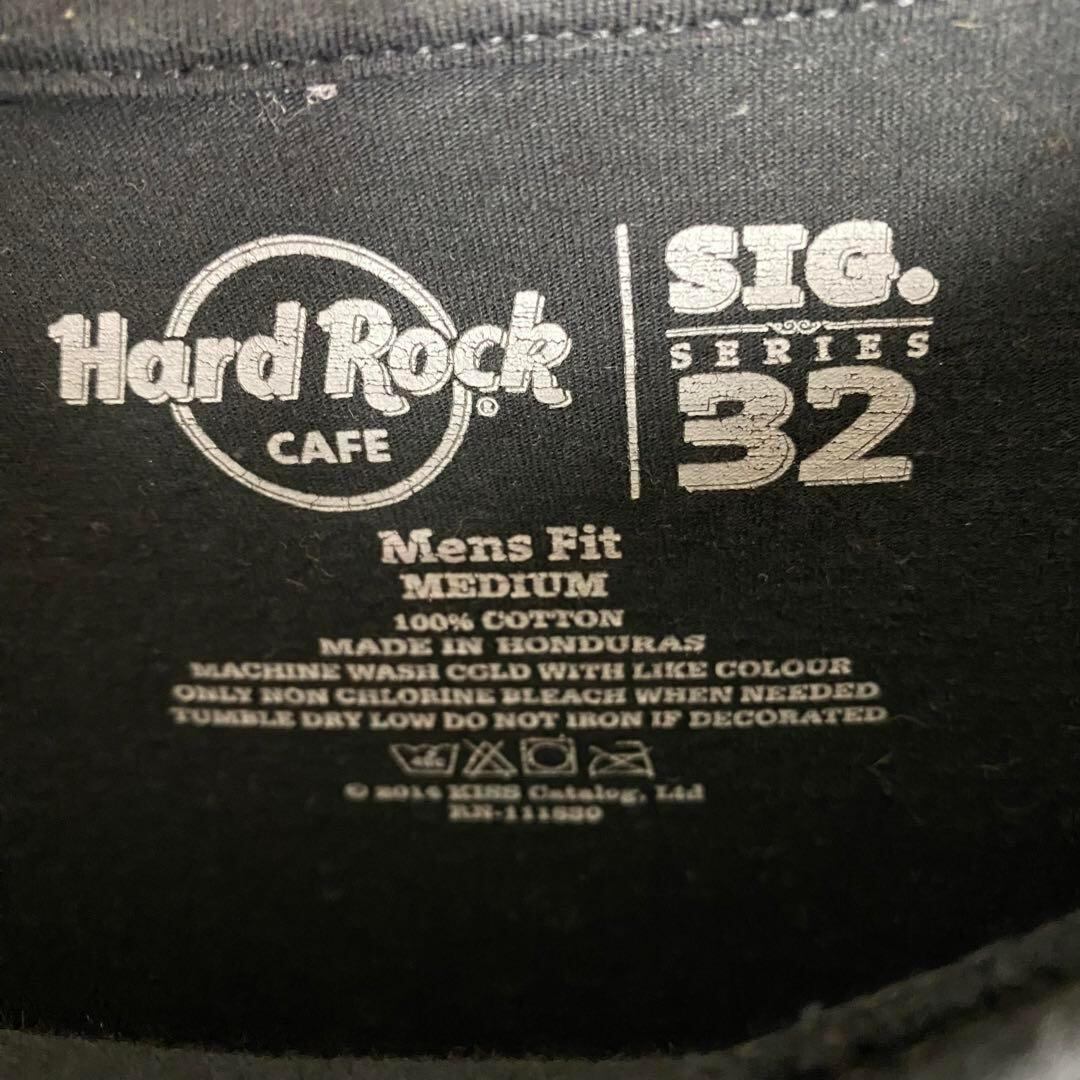 Hard Rock
CAFE
®
SIG.
SERIES
32
Mens Fit
MEDIUM
100% COTTON
MADE IN HONDURAS
MACHINE WASH COLD WITH LIKE COLOUR
ONLY NON CHLORINE BLEACH WHEN NEEDED
TUMBLE DRY LOW DO NOT IRON IF DECORATED
© 2014 KISS Catalog, Ltd